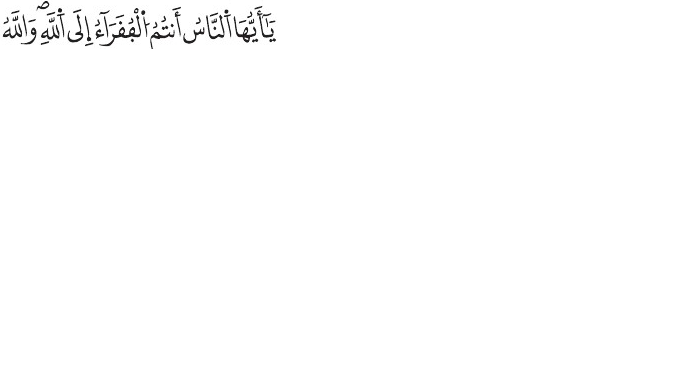 يَٰٓأَيُّهَا ٱلنَّاسُ أَنتُمُ ٱلْفُقَرَآءُ إِلَى ٱللَّهِ ۖ وَٱللَّهُ